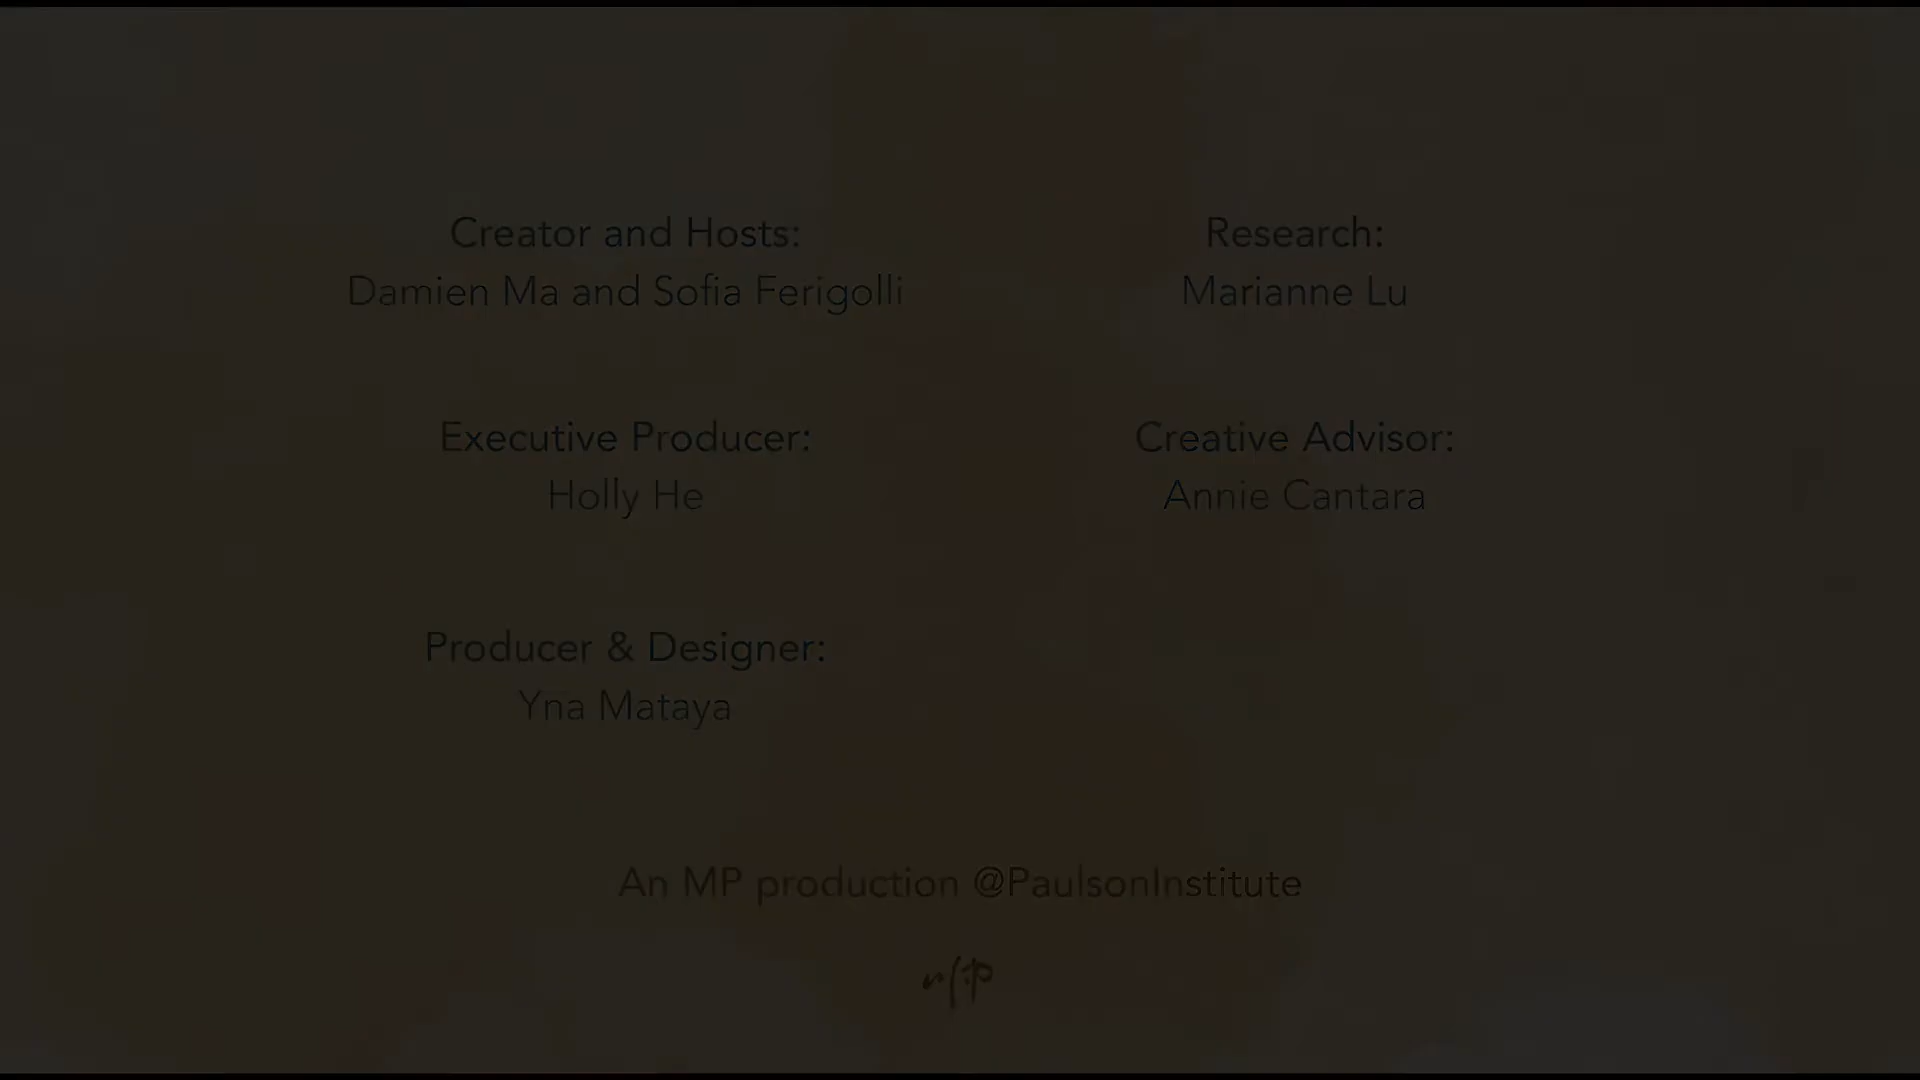 Creator and Hosts:
Damien Ma and Sofia Ferigolli
Executive Producer:
Holly He
Producer & Designer:
Yna Mataya
Research:
Marianne Lu
Creative Advisor:
Annie Cantara
An MP production @PaulsonInstitute